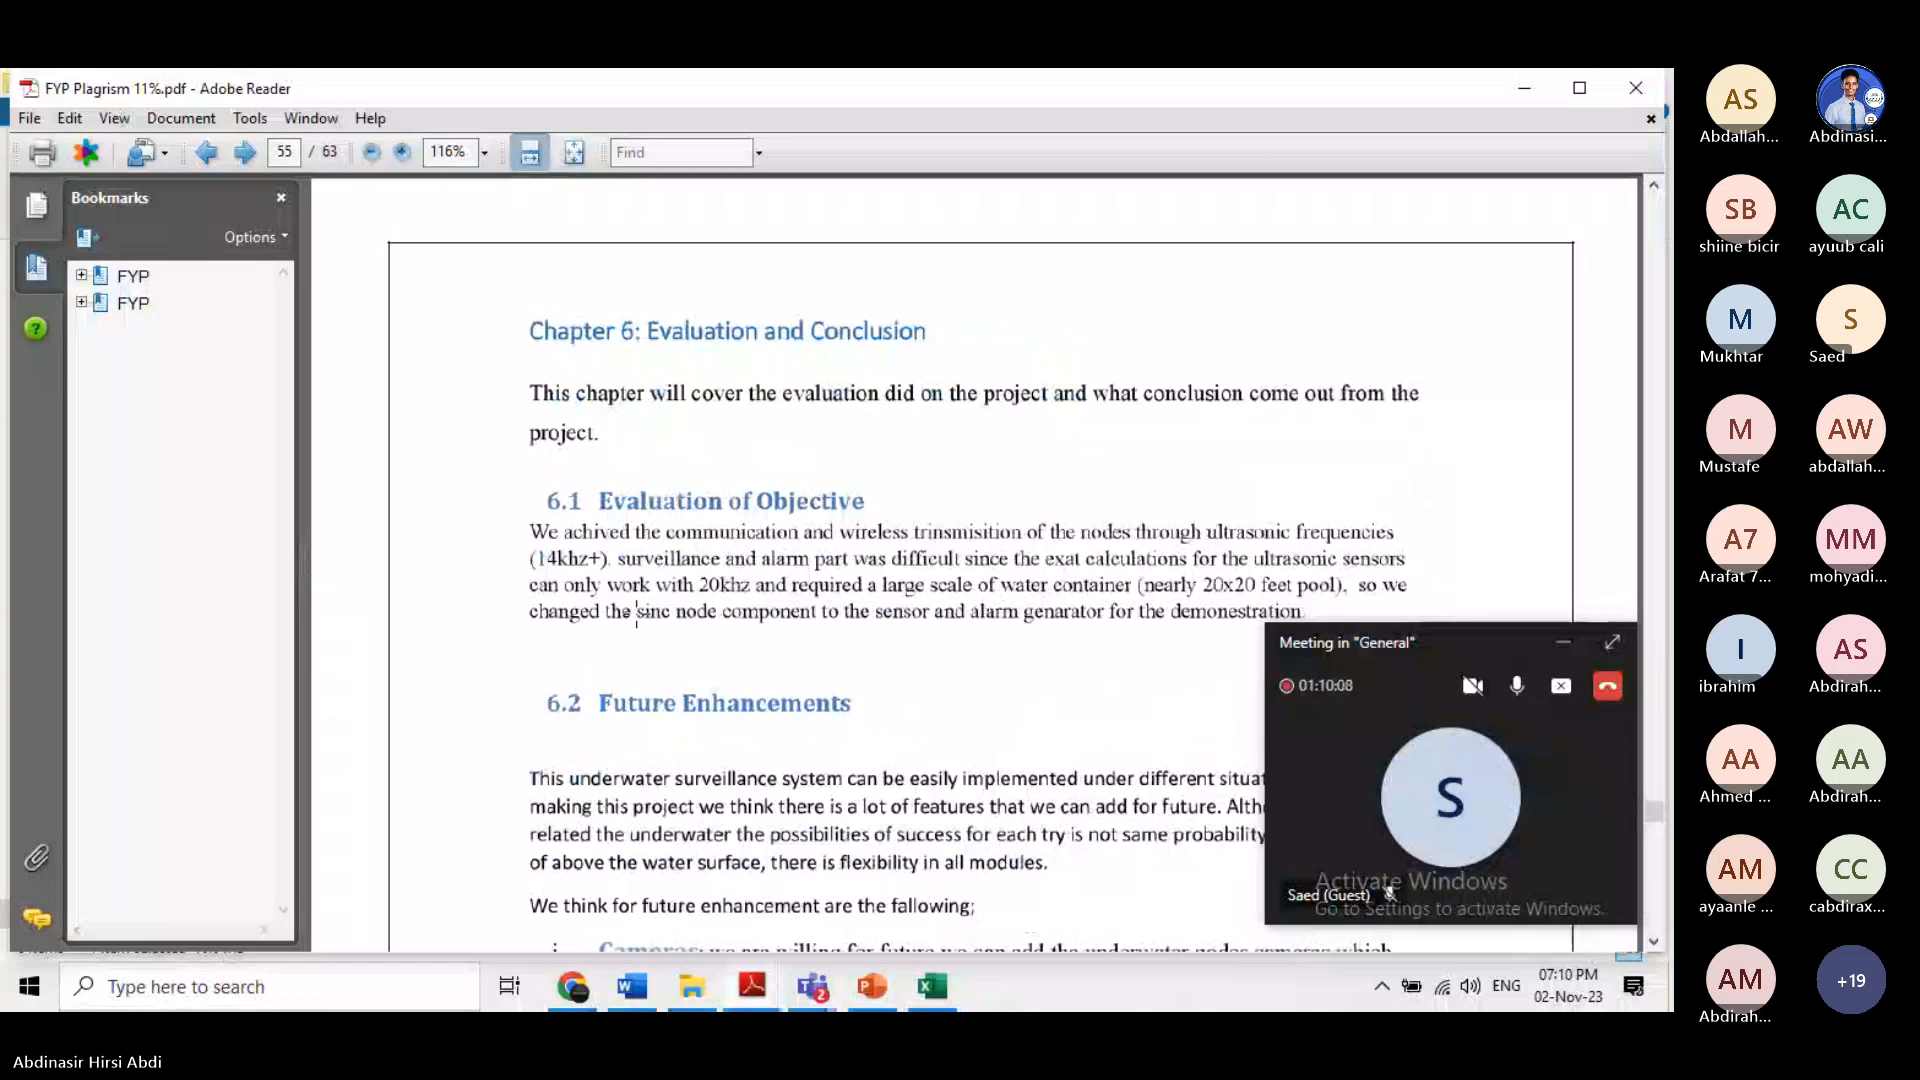 FYP Plagrism 11%.pdf - Adobe Reader
File Edit View Document Tools Window Help
55 / 63 116% Find
Bookmarks
Options
FYP
FYP
Chapter 6: Evaluation and Conclusion
This chapter will cover the evaluation did on the project and what conclusion come out from the
project.
6.1 Evaluation of Objective
We achived the communication and wireless trinsmisition of the nodes through ultrasonic frequencies
(14khz+). surveillance and alarm part was difficult since the exat calculations for the ultrasonic sensors
can only work with 20khz and required a large scale of water container (nearly 20x20 feet pool), so we
changed the sinc node component to the sensor and alarm genarator for the demonestration.
6.2 Future Enhancements
This underwater surveillance system can be easily implemented under different situat
making this project we think there is a lot of features that we can add for future. Alth
related the underwater the possibilities of success for each try is not same probability
of above the water surface, there is flexibility in all modules.
We think for future enhancement are the fallowing;
Meeting in "General"
01:10:08
S
Saed (Guest)
Activate Windows
Go to Settings to activate Windows.
Type here to search
2
ENG
07:10 PM
02-Nov-23
AS
Abdallah...
Abdinasi...
SB
shiine bicir
AC
ayuub cali
M
Mukhtar
S
Saed
M
Mustafe
AW
abdallah...
A7
Arafat 7...
MM
mohyadi...
I
ibrahim
AS
Abdirah...
AA
Ahmed ...
AA
Abdirah...
AM
ayaanle ...
CC
cabdirax...
AM
Abdirah...
+19
Abdinasir Hirsi Abdi